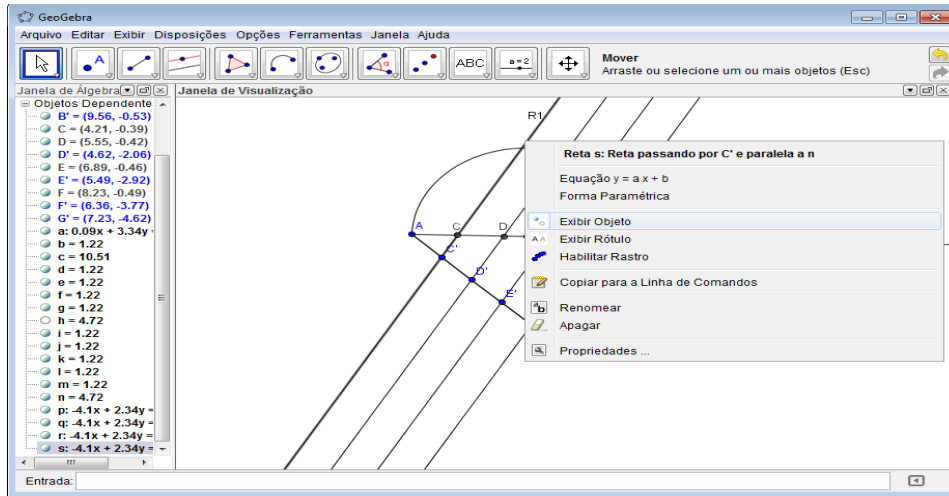 GeoGebra
Arquivo Editar Exibir Disposições Opções Ferramentas Janela Ajuda
A
α
ABC
a=2
Mover
Arraste ou selecione um ou mais objetos (Esc)
Janela de Álgebra
Objetos Dependente
B' = (9.56, -0.53)
C = (4.21, -0.39)
D = (5.55, -0.42)
D' = (4.62, -2.06)
E = (6.89, -0.46)
E' = (5.49, -2.92)
F = (8.23, -0.49)
F' = (6.36, -3.77)
G' = (7.23, -4.62)
a: 0.09x + 3.34y
b = 1.22
c = 10.51
d = 1.22
e = 1.22
f = 1.22
g = 1.22
h = 4.72
i = 1.22
j = 1.22
k = 1.22
l = 1.22
m = 1.22
n = 4.72
p: -4.1x + 2.34y =
q: -4.1x + 2.34y =
r: -4.1x + 2.34y =
s: -4.1x + 2.34y =
Janela de Visualização
R1
A
C
D
C'
D'
E'
Reta s: Reta passando por C' e paralela a n
Equação y = a x + b
Forma Paramétrica
Exibir Objeto
AA Exibir Rótulo
Habilitar Rastro
Copiar para a Linha de Comandos
ab Renomear
Apagar
Propriedades ...
Entrada: